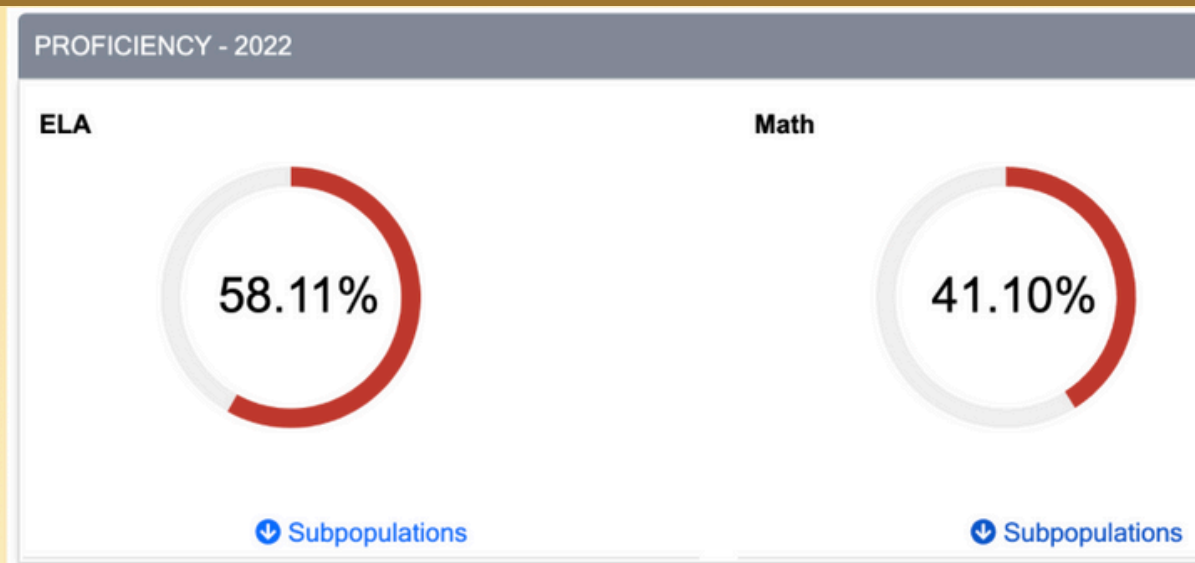 PROFICIENCY - 2022
ELA
58.11%
Subpopulations
Math
41.10%
Subpopulations